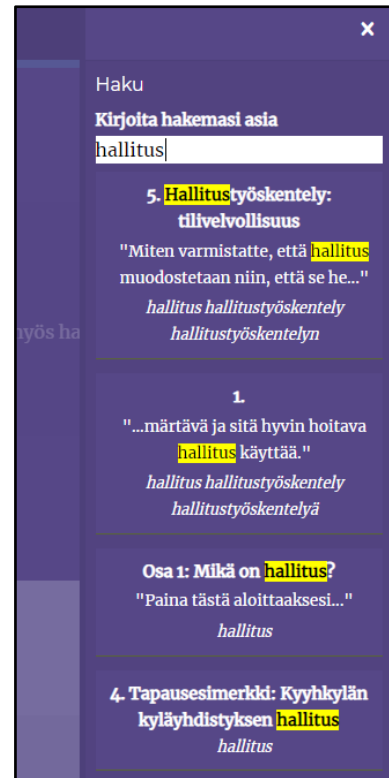 ×
Haku
Kirjoita hakemasi asia
hallitus
5. Hallitustyöskentely:
tilivelvollisuus
"Miten varmistatte, että hallitus
muodostetaan niin, että se he..."
hallitus hallitustyöskentely
hallitustyöskentelyn
yös ha
1.
"...märtävä ja sitä hyvin hoitava
hallitus käyttää."
hallitus hallitustyöskentely
hallitustyöskentelyä
Osa 1: Mikä on hallitus?
"Paina tästä aloittaaksesi..."
hallitus
4. Tapausesimerkki: Kyyhkylän
kyläyhdistyksen hallitus
hallitus